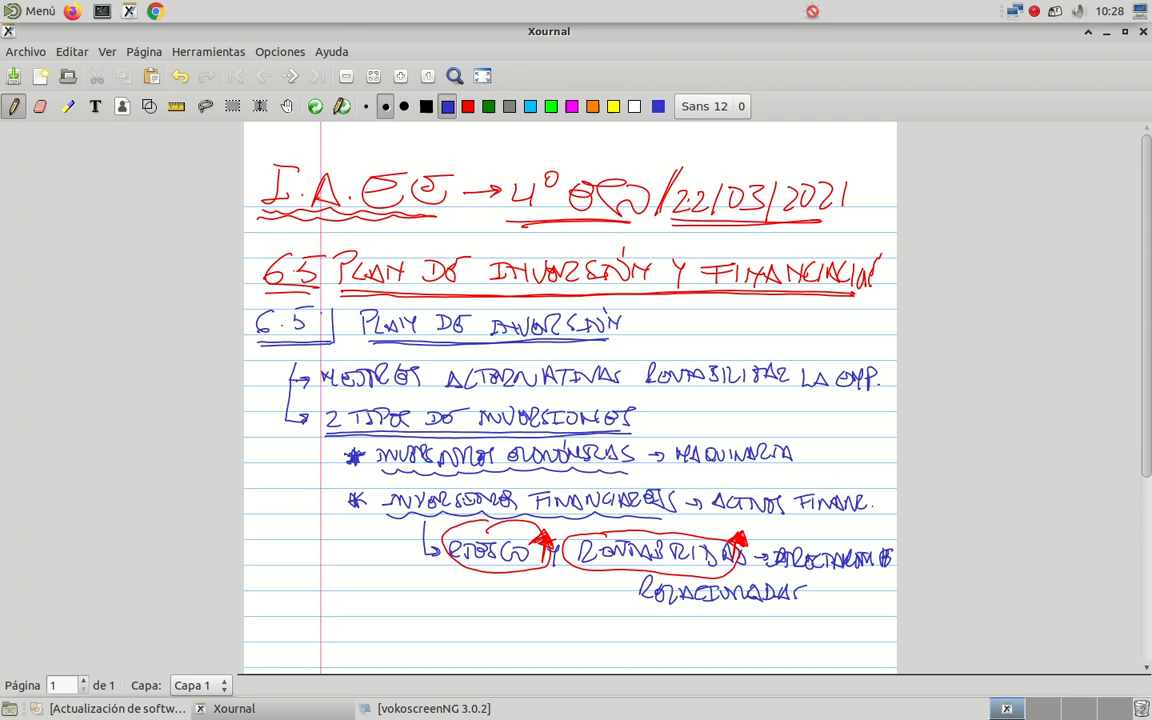 Menú 10:28
Xournal
Archivo Editar Ver Página Herramientas Opciones Ayuda
Sans 12 0
I.A.E.E → 4º ESO / 22/03/2021
6.5 PLAN DE INVERSIÓN Y FINANCIACIÓN
6.5 PLAN DE INVERSIÓN
→ MEJORES ALTERNATIVAS RENTABILIZAR LA EMP.
→ 2 TIPOS DE INVERSIONES
* INVERSIONES ECONÓMICAS → MAQUINARIA
* INVERSIONES FINANCIERAS → ACTIVOS FINANC.
→ RIESGO Y RENTABILIDAD → DIRECTAMENTE
RELACIONADAS
Página 1 de 1 Capa: Capa 1
[Actualización de softw... Xournal [vokoscreenNG 3.0.2]